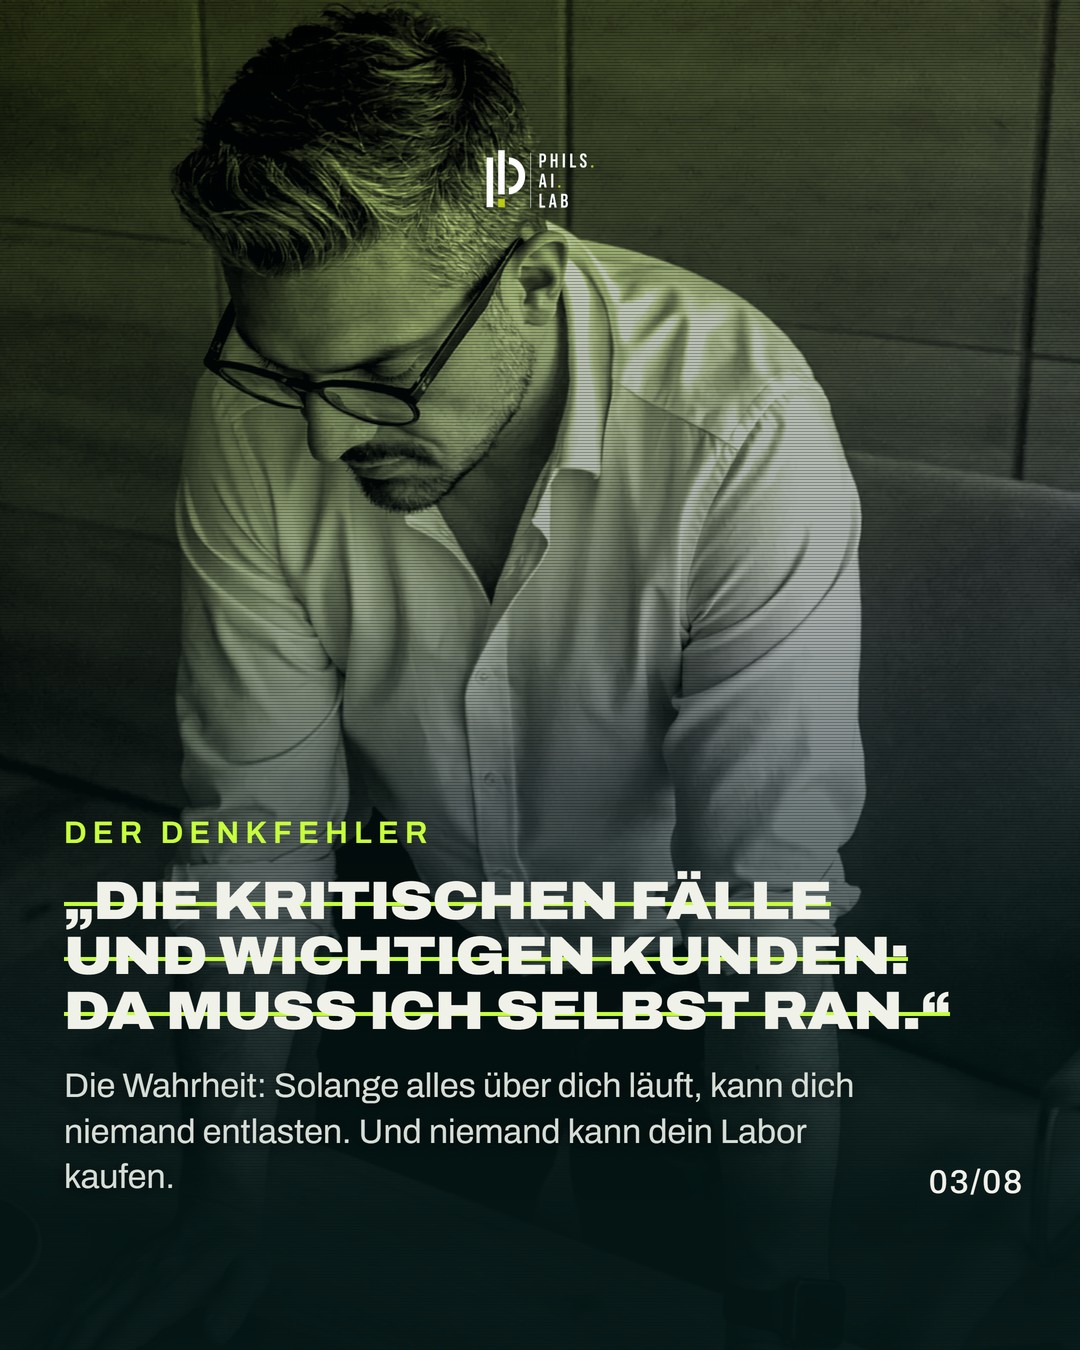 PHILS.
AI.
LAB
DER DENKFEHLER
„DIE KRITISCHEN FÄLLE
UND WICHTIGEN KUNDEN:
DA MUSS ICH SELBST RAN.“
Die Wahrheit: Solange alles über dich läuft, kann dich
niemand entlasten. Und niemand kann dein Labor
kaufen.
03/08